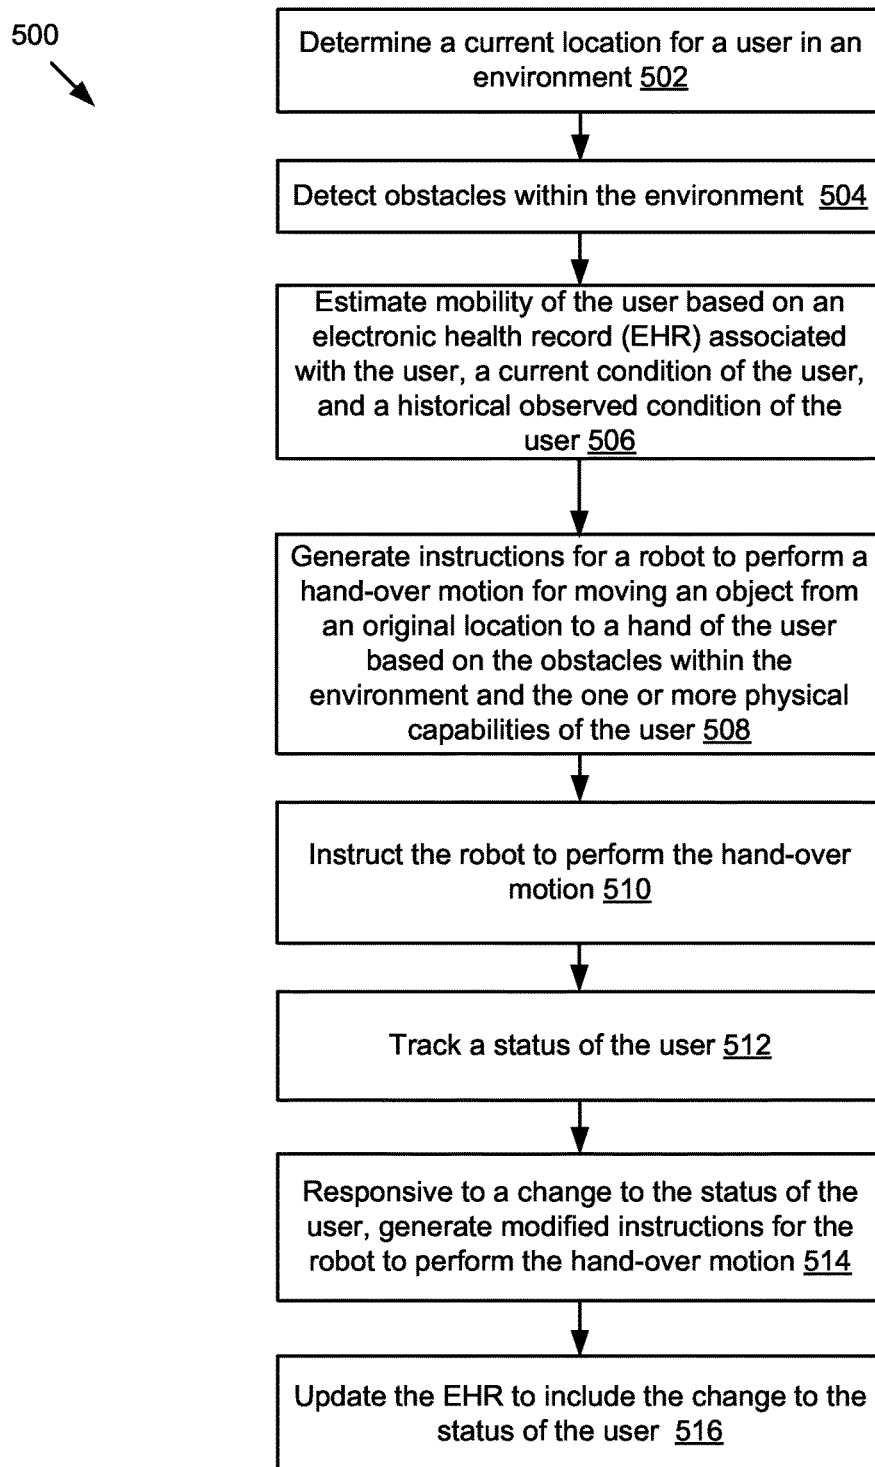 500
Determine a current location for a user in an
environment 502
Detect obstacles within the environment 504
Estimate mobility of the user based on an
electronic health record (EHR) associated
with the user, a current condition of the user,
and a historical observed condition of the
user 506
Generate instructions for a robot to perform a
hand-over motion for moving an object from
an original location to a hand of the user
based on the obstacles within the
environment and the one or more physical
capabilities of the user 508
Instruct the robot to perform the hand-over
motion 510
Track a status of the user 512
Responsive to a change to the status of the
user, generate modified instructions for the
robot to perform the hand-over motion 514
Update the EHR to include the change to the
status of the user 516